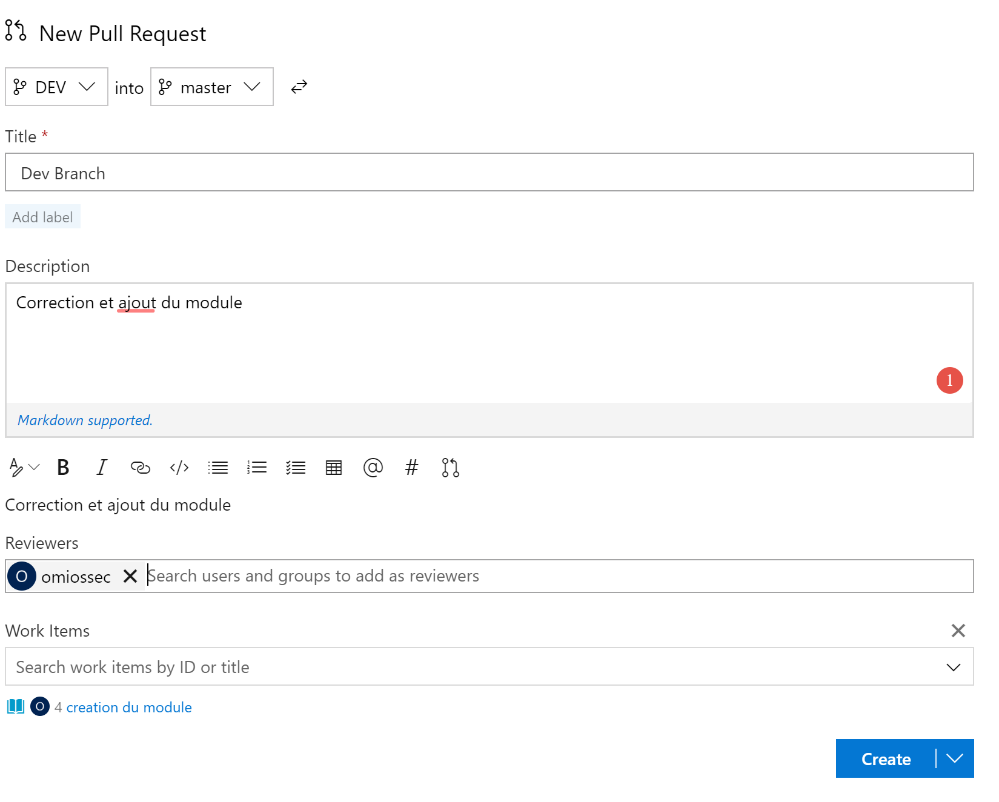 New Pull Request
DEV into master
Title *
Dev Branch
Add label
Description
Correction et ajout du module
1
Markdown supported.
B I </> @ #
Correction et ajout du module
Reviewers
O omiossec Search users and groups to add as reviewers
Work Items
Search work items by ID or title
O 4 creation du module
Create